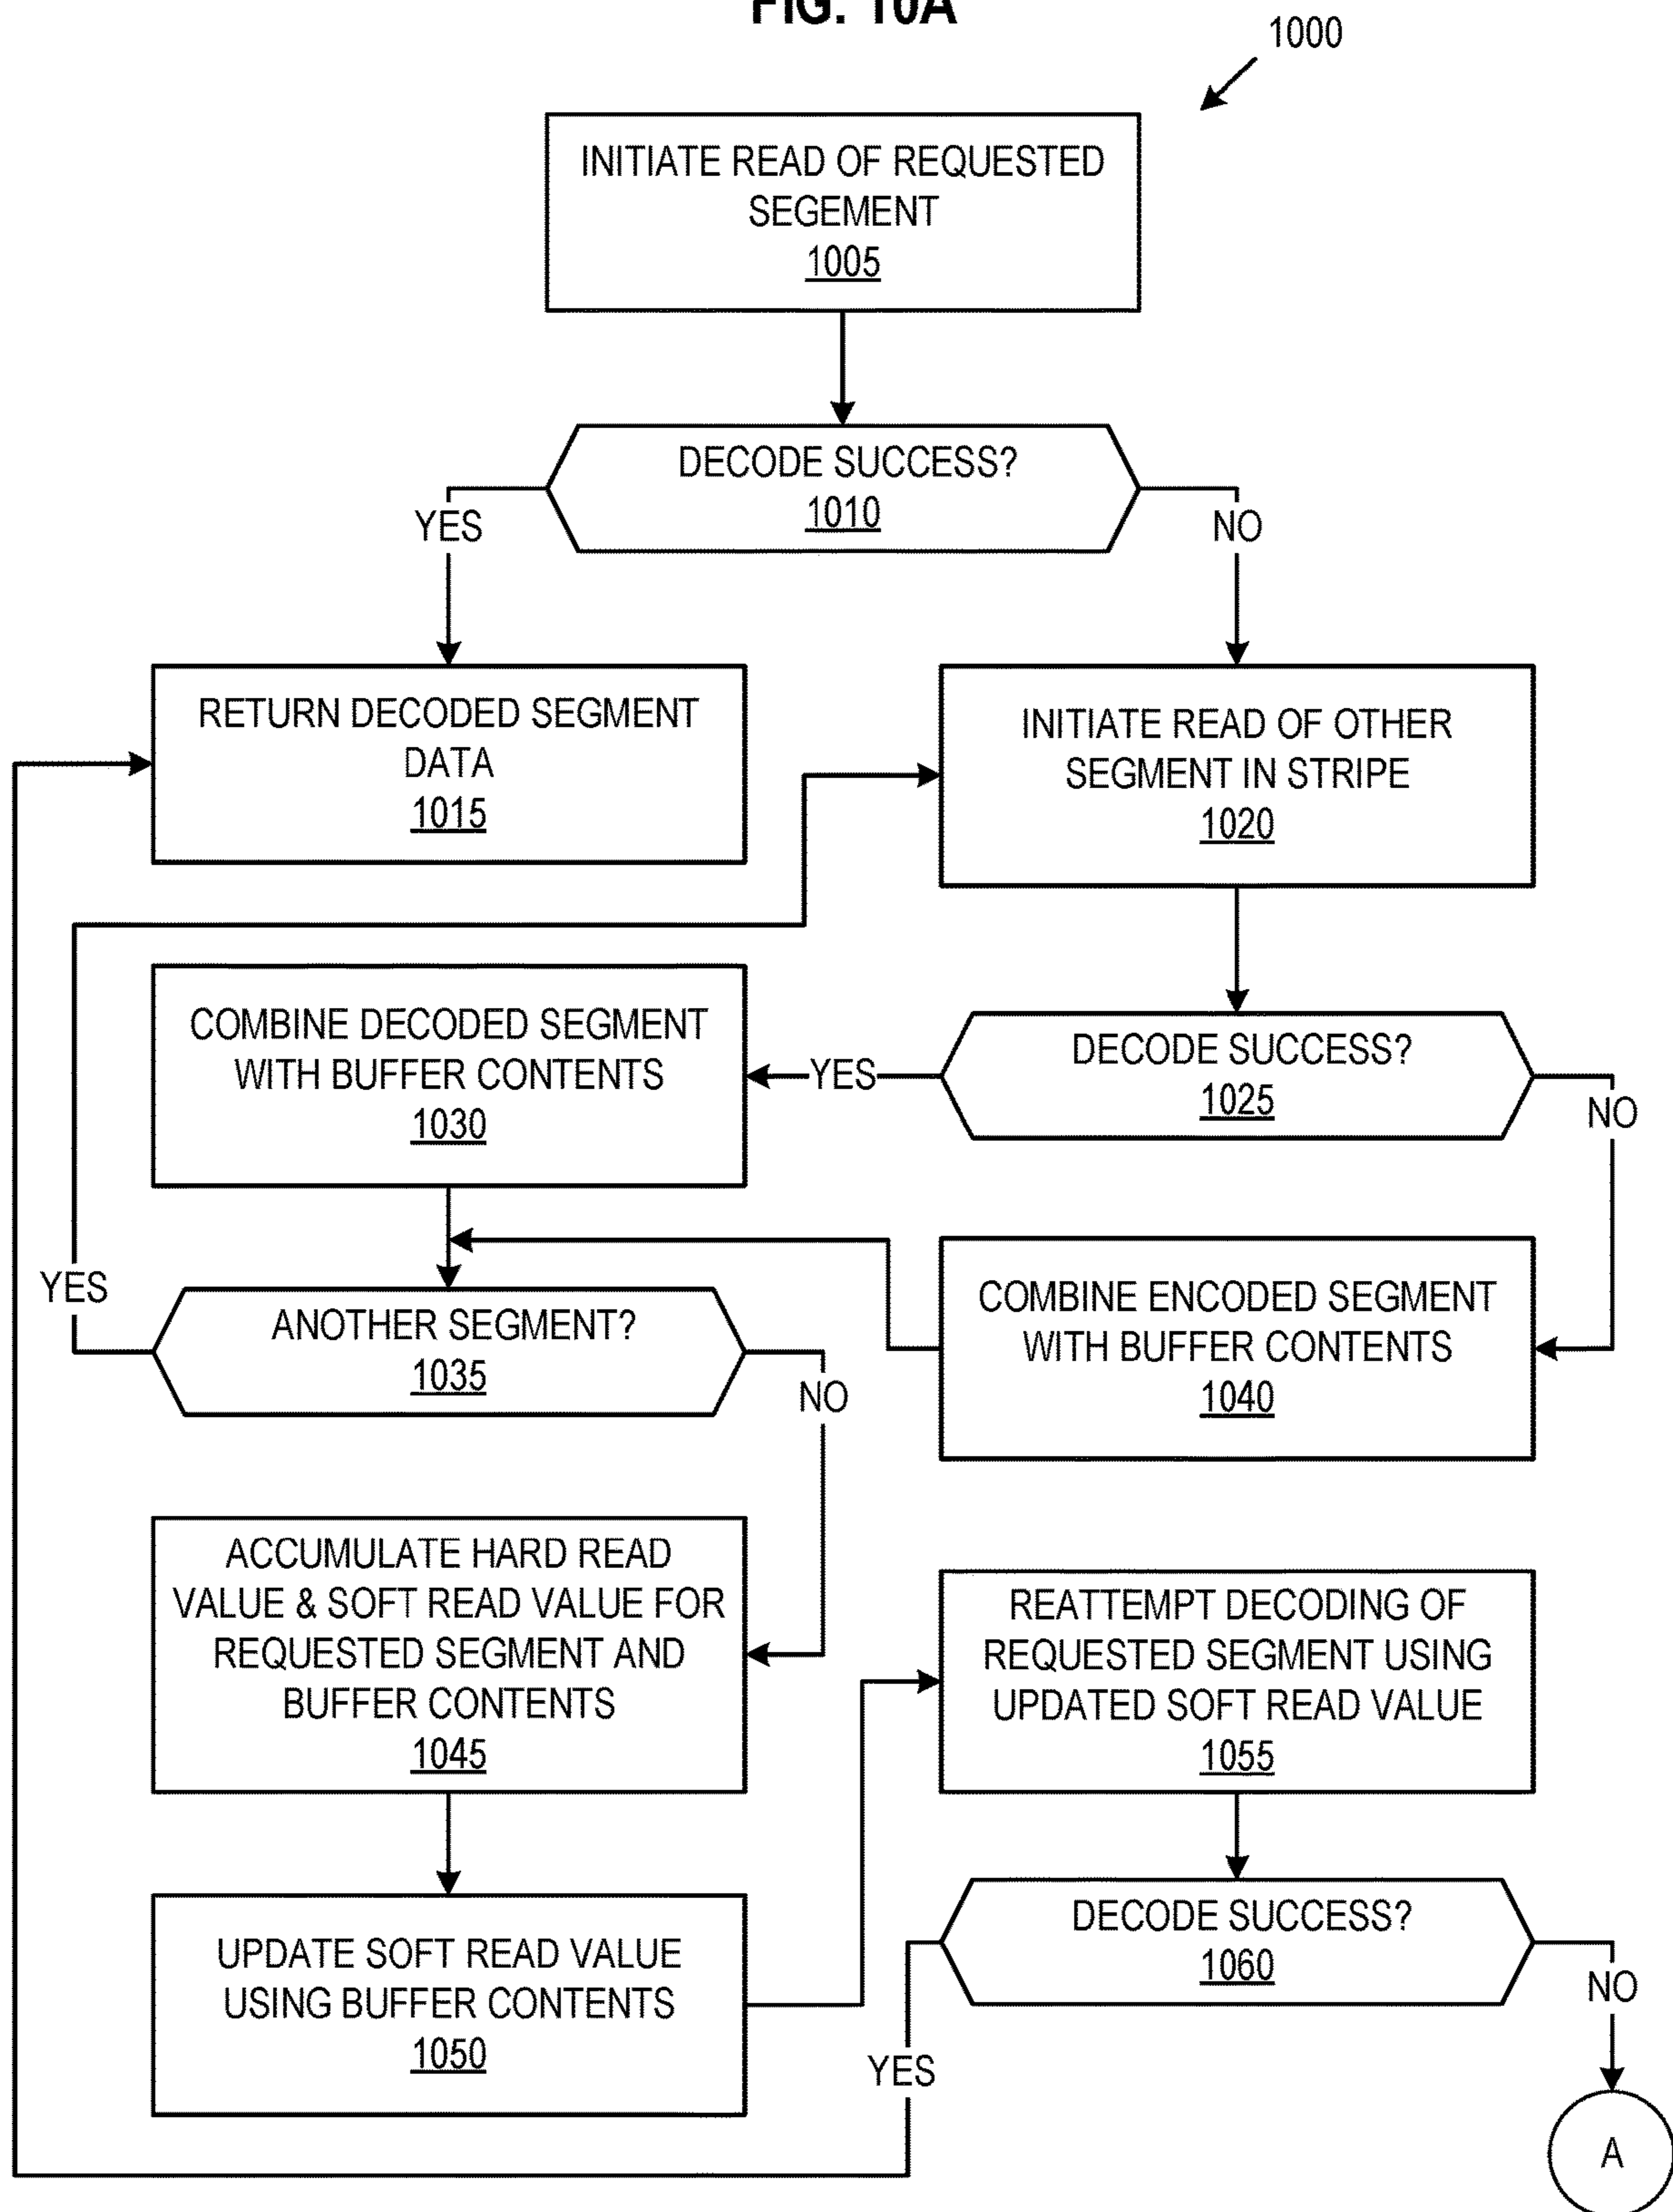 FIG. 10A
1000
INITIATE READ OF REQUESTED
SEGEMENT
1005
DECODE SUCCESS?
1010
YES
NO
RETURN DECODED SEGMENT
DATA
1015
INITIATE READ OF OTHER
SEGMENT IN STRIPE
1020
COMBINE DECODED SEGMENT
WITH BUFFER CONTENTS
1030
YES
DECODE SUCCESS?
1025
NO
YES
ANOTHER SEGMENT?
1035
NO
COMBINE ENCODED SEGMENT
WITH BUFFER CONTENTS
1040
ACCUMULATE HARD READ
VALUE & SOFT READ VALUE FOR
REQUESTED SEGMENT AND
BUFFER CONTENTS
1045
REATTEMPT DECODING OF
REQUESTED SEGMENT USING
UPDATED SOFT READ VALUE
1055
UPDATE SOFT READ VALUE
USING BUFFER CONTENTS
1050
DECODE SUCCESS?
1060
YES
NO
A